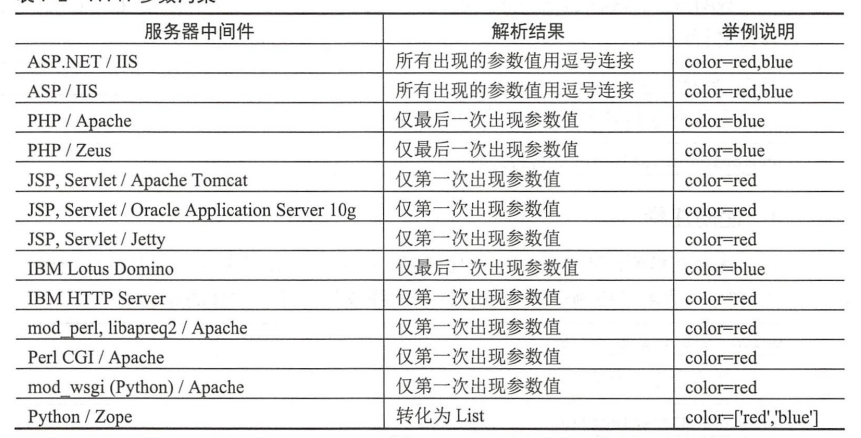 服务器中间件 解析结果 举例说明
ASP.NET / IIS 所有出现的参数值用逗号连接 color=red,blue
ASP / IIS 所有出现的参数值用逗号连接 color=red,blue
PHP / Apache 仅最后一次出现参数值 color=blue
PHP / Zeus 仅最后一次出现参数值 color=blue
JSP, Servlet / Apache Tomcat 仅第一次出现参数值 color=red
JSP, Servlet / Oracle Application Server 10g 仅第一次出现参数值 color=red
JSP, Servlet / Jetty 仅第一次出现参数值 color=red
IBM Lotus Domino 仅最后一次出现参数值 color=blue
IBM HTTP Server 仅第一次出现参数值 color=red
mod_perl, libapreq2 / Apache 仅第一次出现参数值 color=red
Perl CGI / Apache 仅第一次出现参数值 color=red
mod_wsgi (Python) / Apache 仅第一次出现参数值 color=red
Python / Zope 转化为 List color=['red','blue']